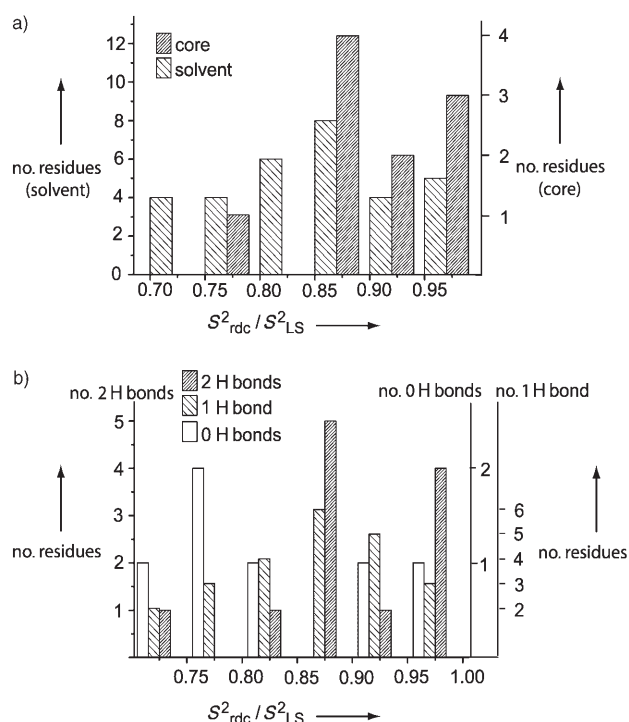 a)
12
10
8
6
4
2
0
core
solvent
4
3
2
1
no. residues
(solvent)
no. residues
(core)
0.70 0.75 0.80 0.85 0.90 0.95
S²rdc / S²LS
b)
no. 2 H bonds
2 H bonds
1 H bond
0 H bonds
no. 0 H bonds
no. 1 H bond
5
4
3
2
1
2
1
6
5
4
3
2
no. residues
no. residues
0.75 0.80 0.85 0.90 0.95 1.00
S²rdc / S²LS